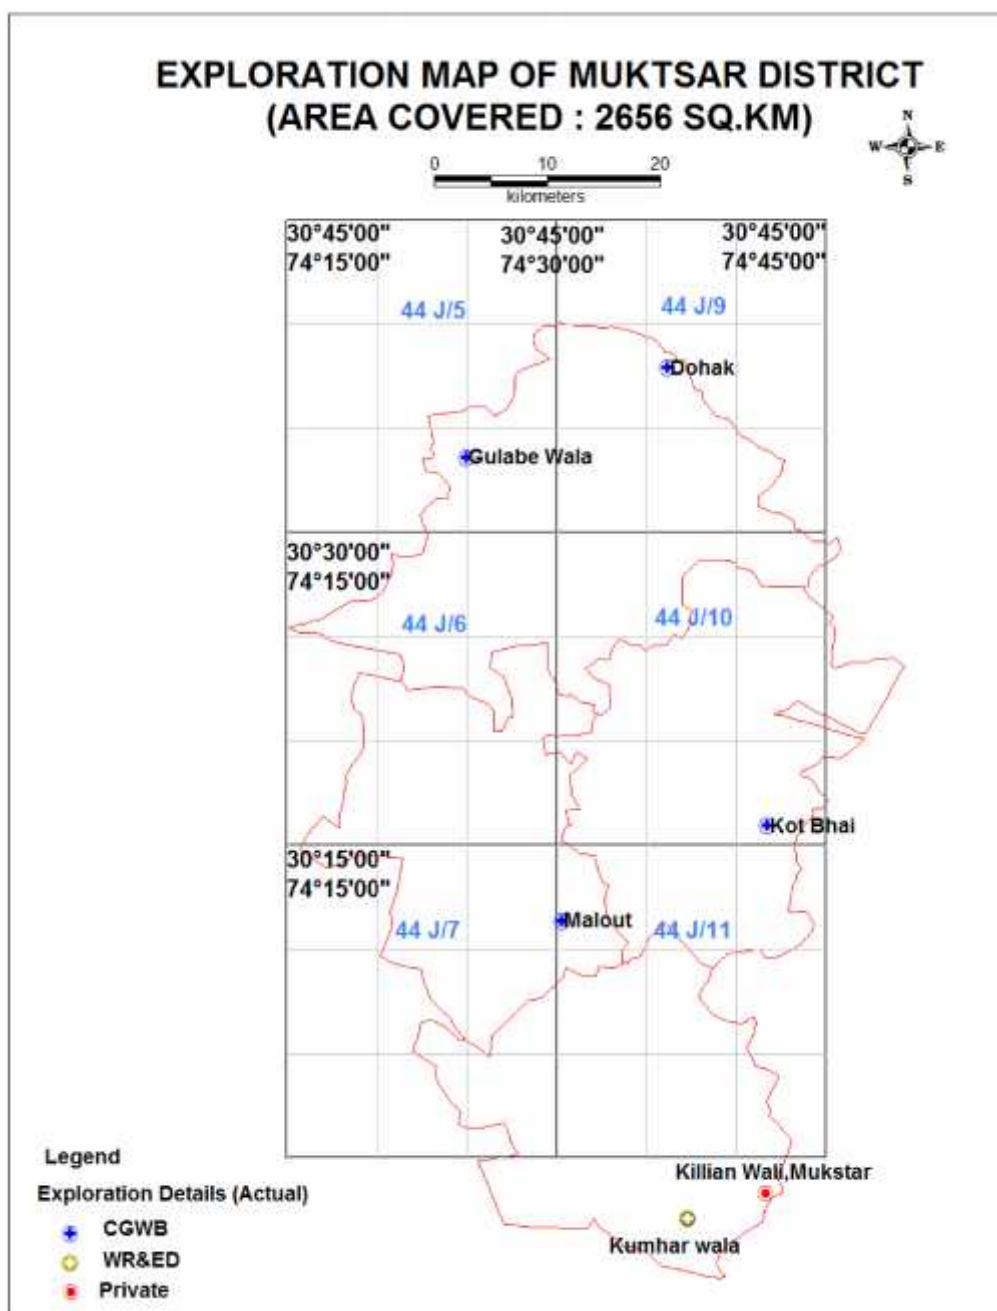 EXPLORATION MAP OF MUKTSAR DISTRICT
(AREA COVERED : 2656 SQ.KM)
N
W E
S
0 10 20
kilometers
30°45'00" 30°45'00" 30°45'00"
74°15'00" 74°30'00" 74°45'00"
44 J/5 44 J/9
Dohak
Gulabe Wala
30°30'00"
74°15'00"
44 J/6 44 J/10
Kot Bhai
30°15'00"
74°15'00"
Malout
44 J/7 44 J/11
Legend
Killian Wali,Mukstar
Exploration Details (Actual)
CGWB
Kumhar wala
WR&ED
Private